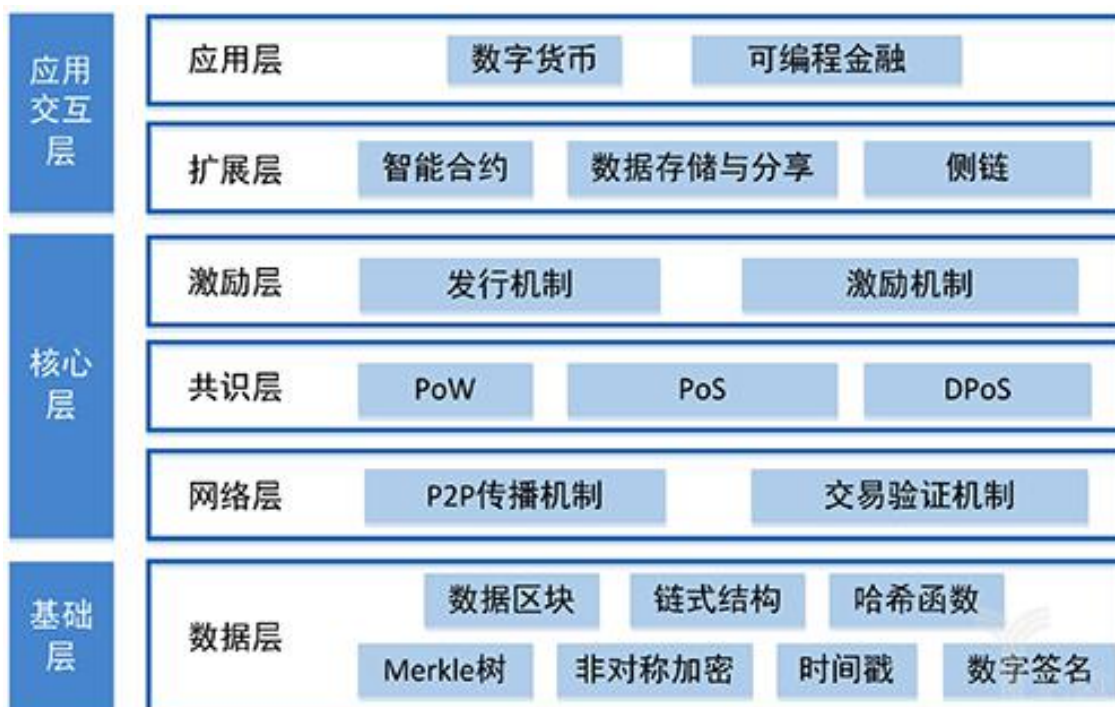 应用
交互
层
应用层
数字货币
可编程金融
扩展层
智能合约
数据存储与分享
侧链
核心
层
激励层
发行机制
激励机制
共识层
PoW
PoS
DPoS
网络层
P2P传播机制
交易验证机制
基础
层
数据层
数据区块
链式结构
哈希函数
Merkle树
非对称加密
时间戳
数字签名